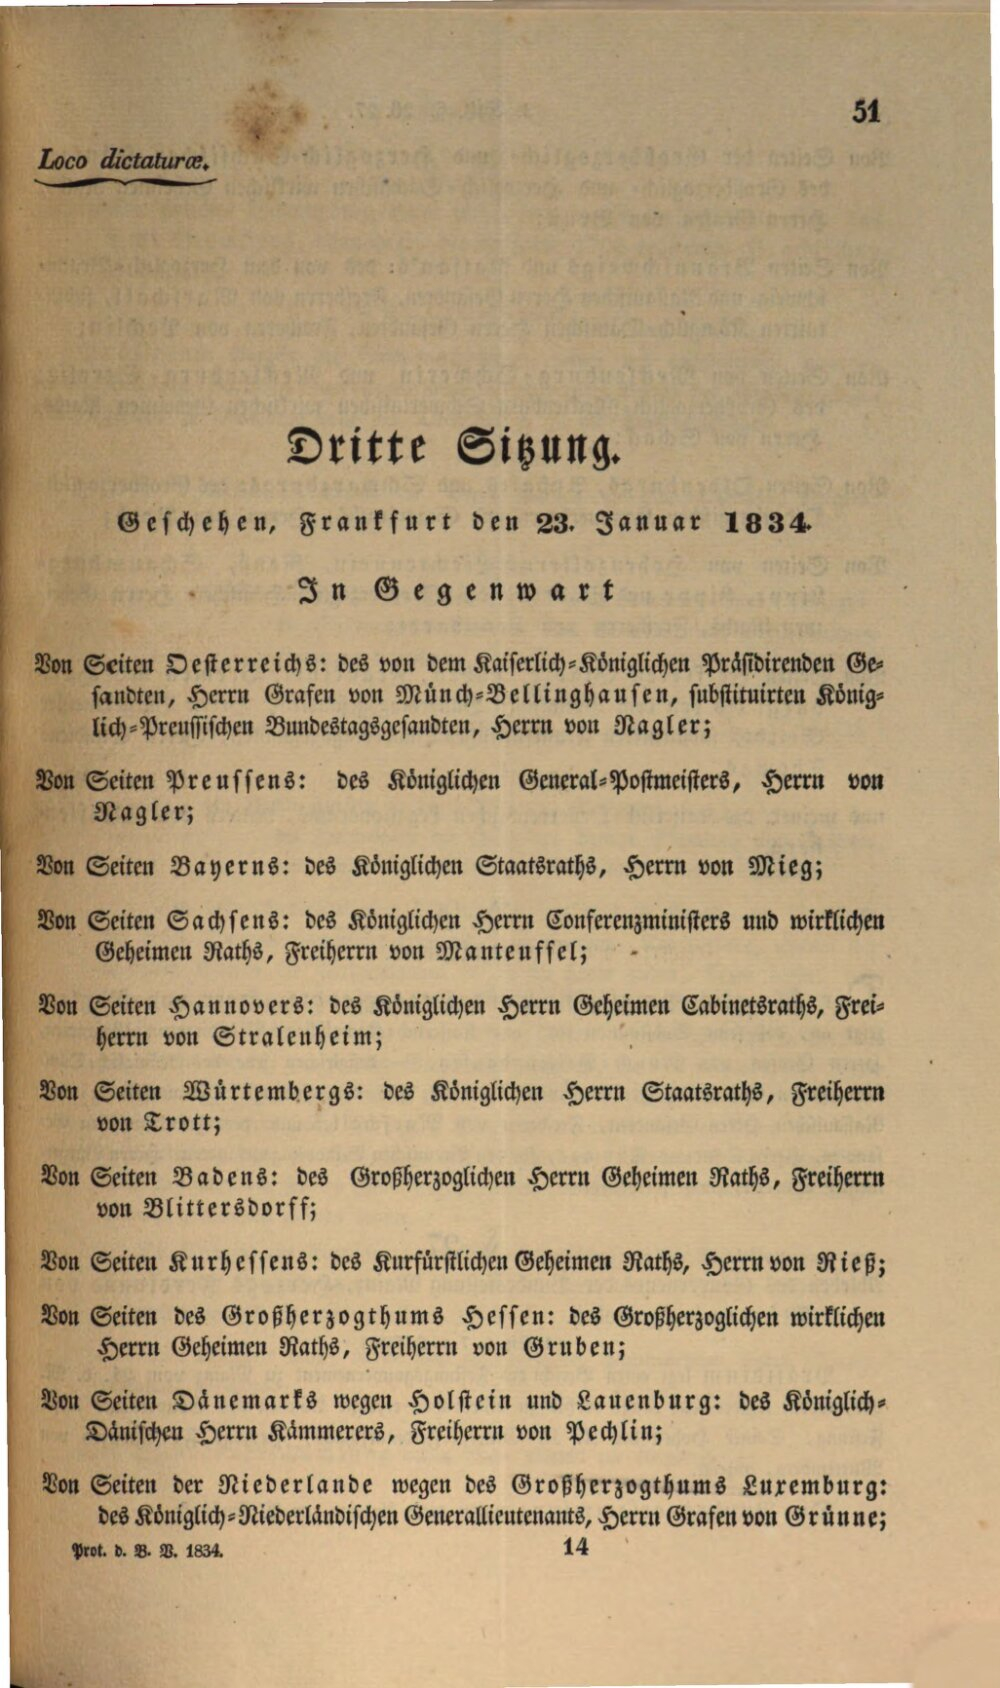 51
Loco dictaturæ.
Dritte Sitzung.
Geschehen, Frankfurt den 23. Januar 1834.
In Gegenwart
Von Seiten Oesterreichs: des von dem Kaiserlich-Königlichen Präsidirenden Ge-
sandten, Herrn Grafen von Münch-Bellinghausen, substituirten König-
lich-Preussischen Bundestagsgesandten, Herrn von Nagler;
Von Seiten Preussens: des Königlichen General-Postmeisters, Herrn von
Nagler;
Von Seiten Bayerns: des Königlichen Staatsraths, Herrn von Mieg;
Von Seiten Sachsens: des Königlichen Herrn Conferenzministers und wirklichen
Geheimen Raths, Freiherrn von Manteuffel;
Von Seiten Hannovers: des Königlichen Herrn Geheimen Cabinetsraths, Frei-
herrn von Stralenheim;
Von Seiten Würtembergs: des Königlichen Herrn Staatsraths, Freiherrn
von Trott;
Von Seiten Badens: des Großherzoglichen Herrn Geheimen Raths, Freiherrn
von Blittersdorff;
Von Seiten Kurhessens: des Kurfürstlichen Geheimen Raths, Herrn von Rieß;
Von Seiten des Großherzogthums Hessen: des Großherzoglichen wirklichen
Herrn Geheimen Raths, Freiherrn von Gruben;
Von Seiten Dänemarks wegen Holstein und Lauenburg: des Königlich-
Dänischen Herrn Kämmerers, Freiherrn von Pechlin;
Von Seiten der Niederlande wegen des Großherzogthums Luxemburg:
des Königlich-Niederländischen Generallieutenants, Herrn Grafen von Grünne;
Prot. d. B. V. 1834.
14